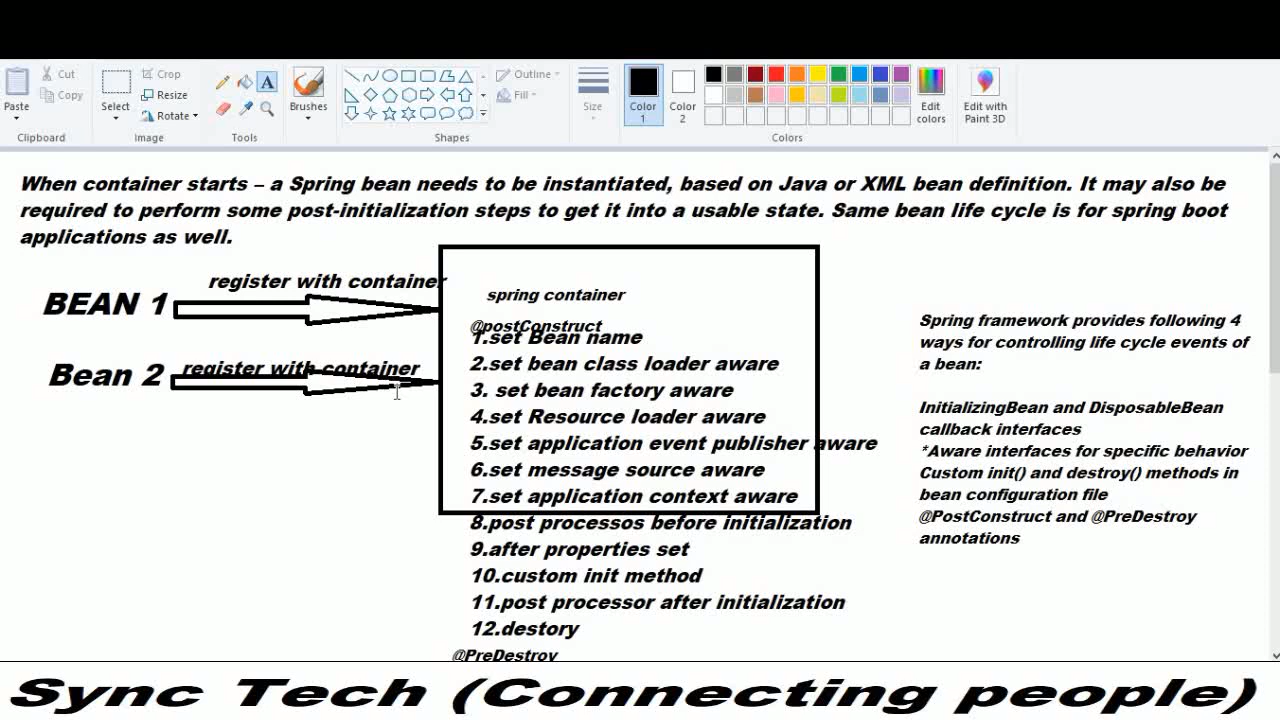 Cut
Copy
Paste
Clipboard
Select
Crop
Resize
Rotate
Image
A
Tools
Brushes
Outline
Fill
Shapes
Size
Color 1
Color 2
Edit colors
Colors
Edit with Paint 3D
When container starts – a Spring bean needs to be instantiated, based on Java or XML bean definition. It may also be
required to perform some post-initialization steps to get it into a usable state. Same bean life cycle is for spring boot
applications as well.
register with container
BEAN 1
register with container
Bean 2
spring container
@postConstruct
1.set Bean name
2.set bean class loader aware
3. set bean factory aware
4.set Resource loader aware
5.set application event publisher aware
6.set message source aware
7.set application context aware
8.post processos before initialization
9.after properties set
10.custom init method
11.post processor after initialization
12.destory
@PreDestroy
Spring framework provides following 4
ways for controlling life cycle events of
a bean:
InitializingBean and DisposableBean
callback interfaces
*Aware interfaces for specific behavior
Custom init() and destroy() methods in
bean configuration file
@PostConstruct and @PreDestroy
annotations
Sync Tech (Connecting people)